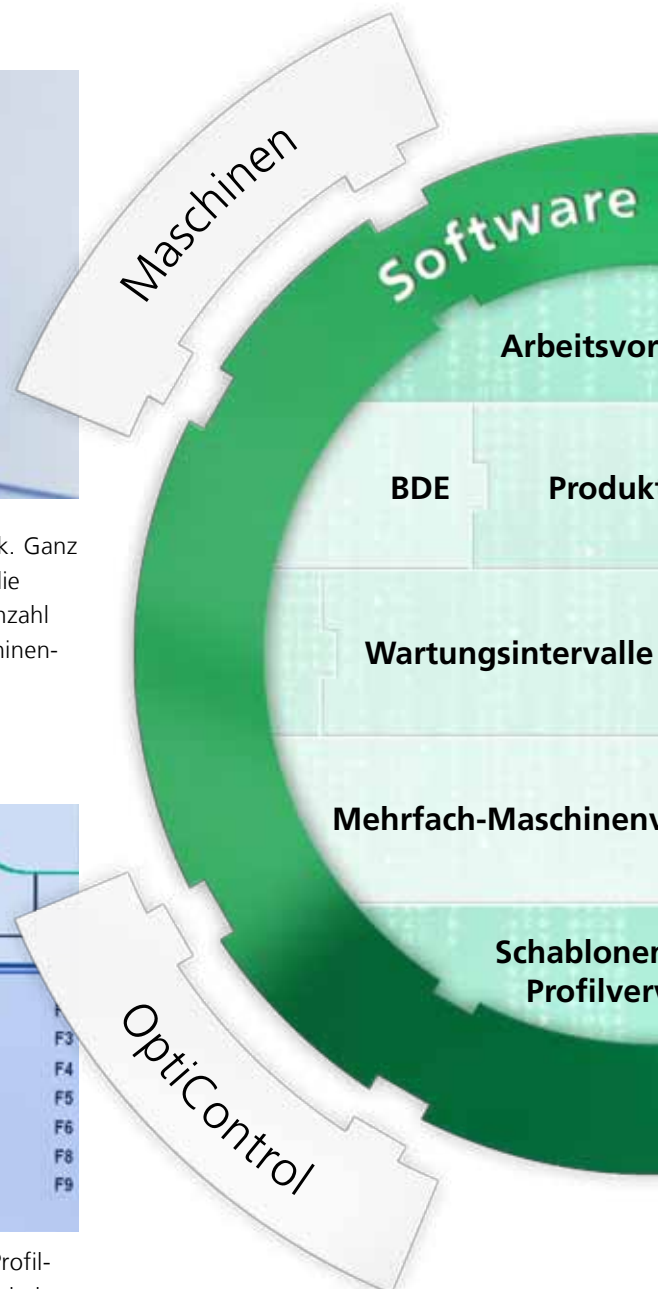 Maschinen
Software
Arbeitsvor
BDE
Produkt
Wartungsintervalle
Mehrfach-Maschinenv
Schablonen
Profilverv
OptiControl
k. Ganz
lie
nzahl
hinen-
F3
F4
F5
F6
F8
F9
Profil-